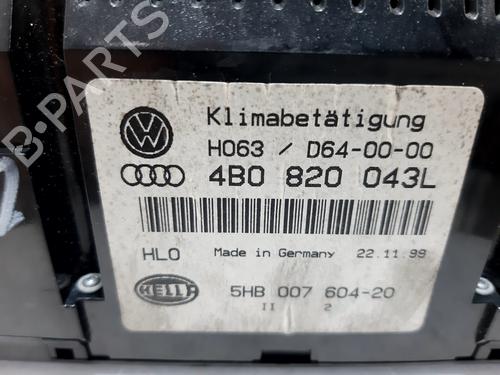 Klimabetätigung
H063 / D64-00-00
4B0 820 043L
HLO Made in Germany 22.11.99
HELLA 5HB 007 604-20
II 2